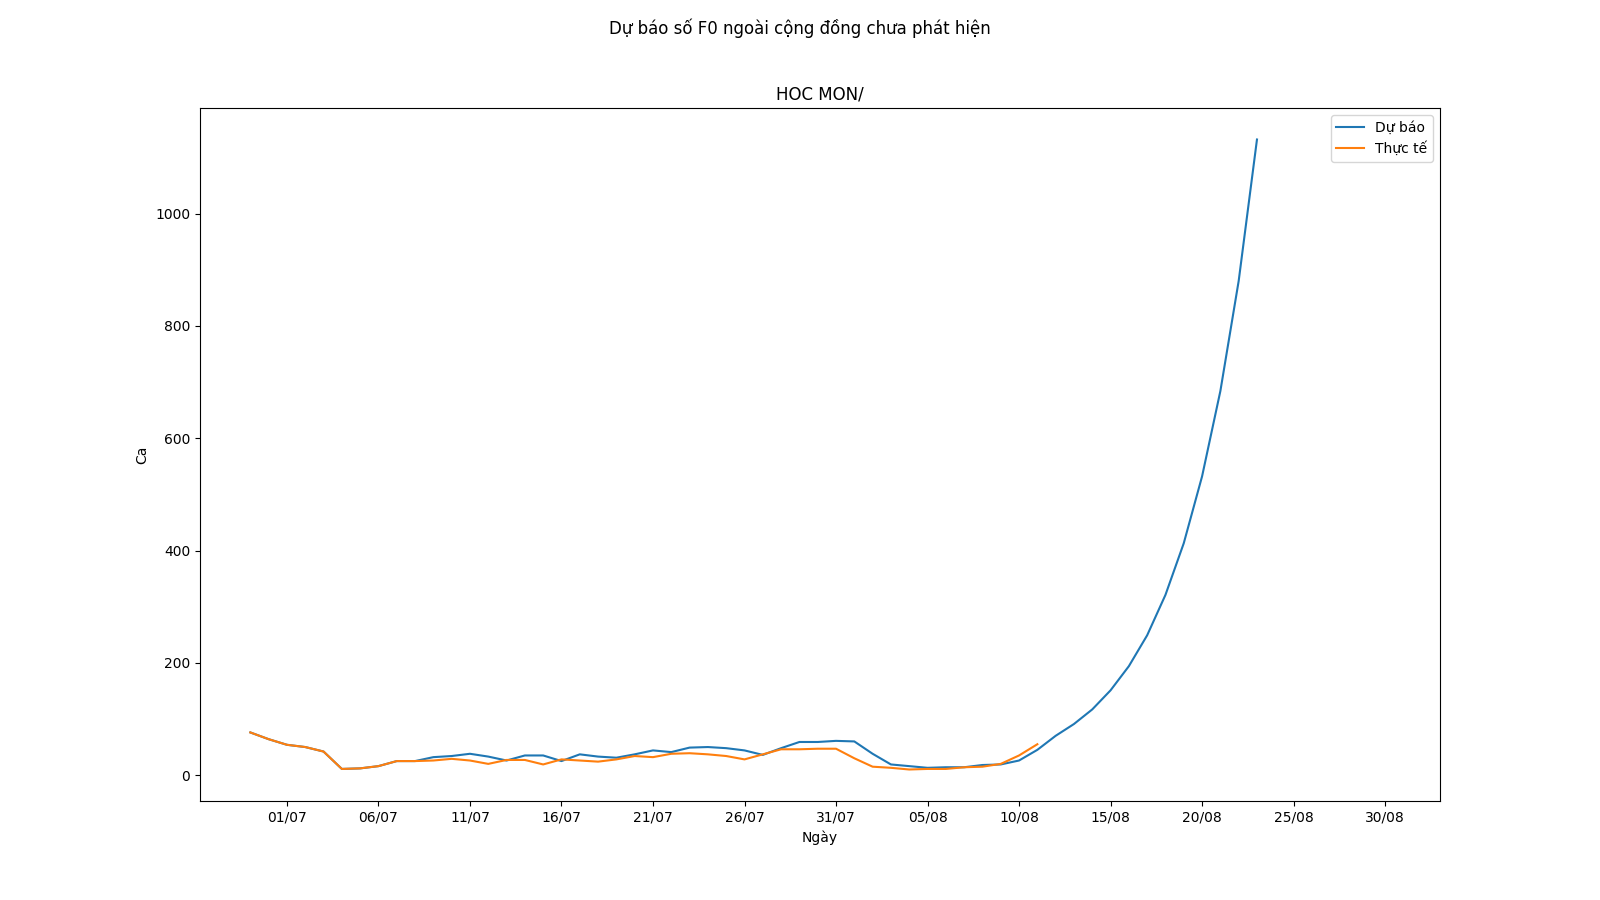 Dự báo số F0 ngoài cộng đồng chưa phát hiện
HOC MON/
Dự báo
Thực tế
1000
800
600
400
200
0
Ca
01/07 06/07 11/07 16/07 21/07 26/07 31/07 05/08 10/08 15/08 20/08 25/08 30/08
Ngày